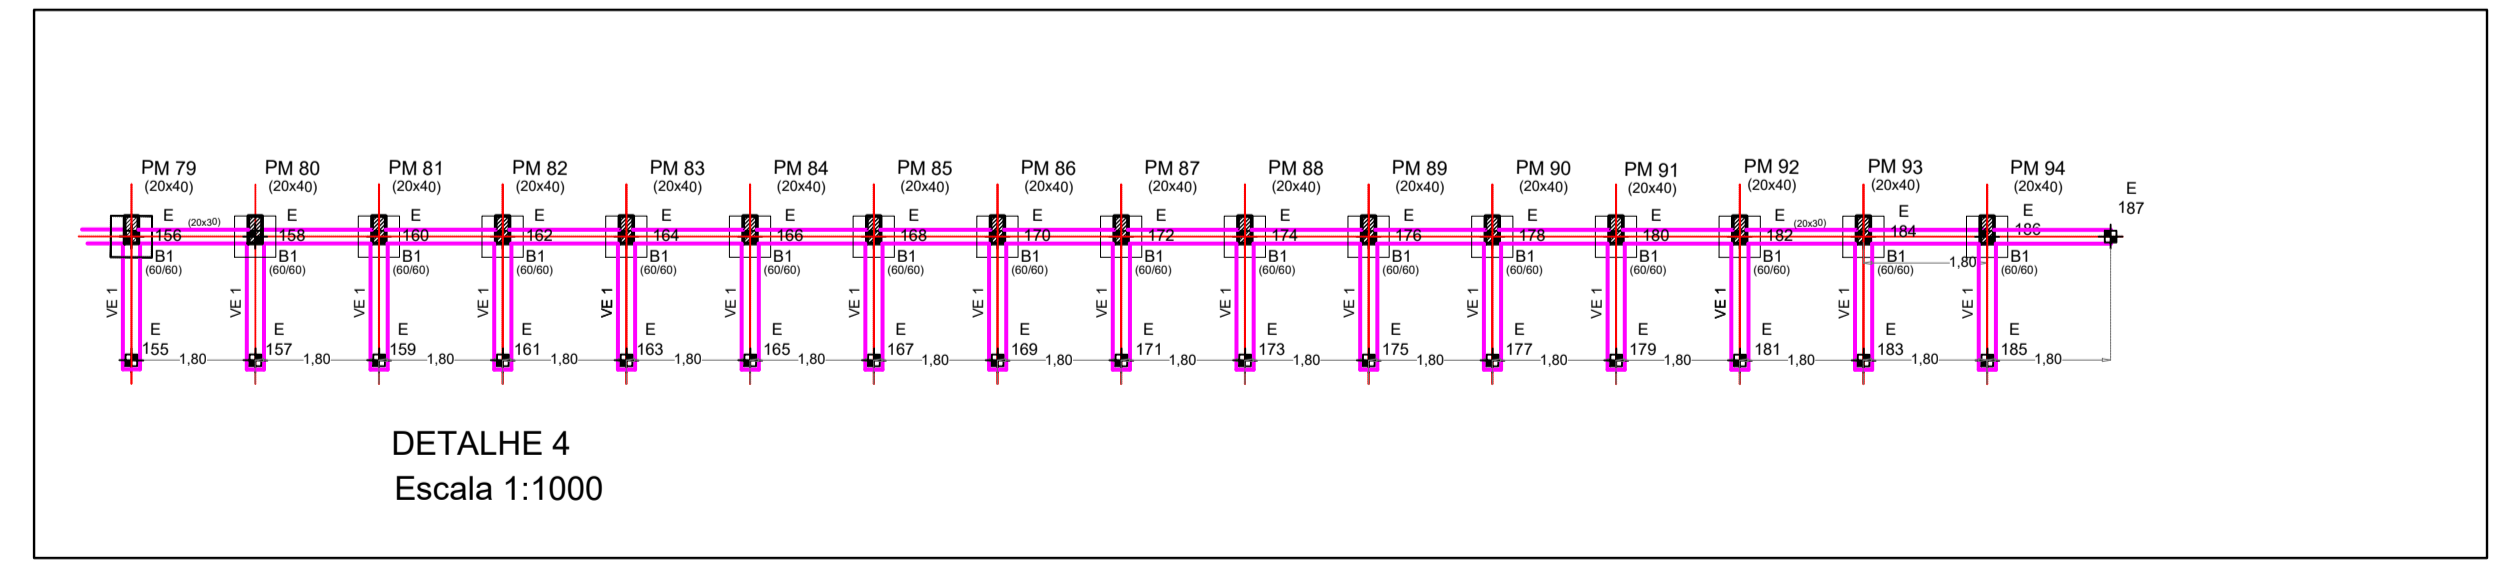 PM 79 PM 80 PM 81 PM 82 PM 83 PM 84 PM 85 PM 86 PM 87 PM 88 PM 89 PM 90 PM 91 PM 92 PM 93 PM 94
(20x40) (20x40) (20x40) (20x40) (20x40) (20x40) (20x40) (20x40) (20x40) (20x40) (20x40) (20x40) (20x40) (20x40) (20x40) (20x40) E
187
E (20x30) E E E E E E E E E E E E E (20x30) E E
156 158 160 162 164 166 168 170 172 174 176 178 180 182 184 186
B1 B1 B1 B1 B1 B1 B1 B1 B1 B1 B1 B1 B1 B1 1,80 B1 B1
(60/60) (60/60) (60/60) (60/60) (60/60) (60/60) (60/60) (60/60) (60/60) (60/60) (60/60) (60/60) (60/60) (60/60) (60/60) (60/60)
VE 1 VE 1 VE 1 VE 1 VE 1 VE 1 VE 1 VE 1 VE 1 VE 1 VE 1 VE 1 VE 1 VE 1 VE 1 VE 1
E E E E E E E E E E E E E E E E
155 157 159 161 163 165 167 169 171 173 175 177 179 181 183 185
1,80 1,80 1,80 1,80 1,80 1,80 1,80 1,80 1,80 1,80 1,80 1,80 1,80 1,80 1,80 1,80
DETALHE 4
Escala 1:1000